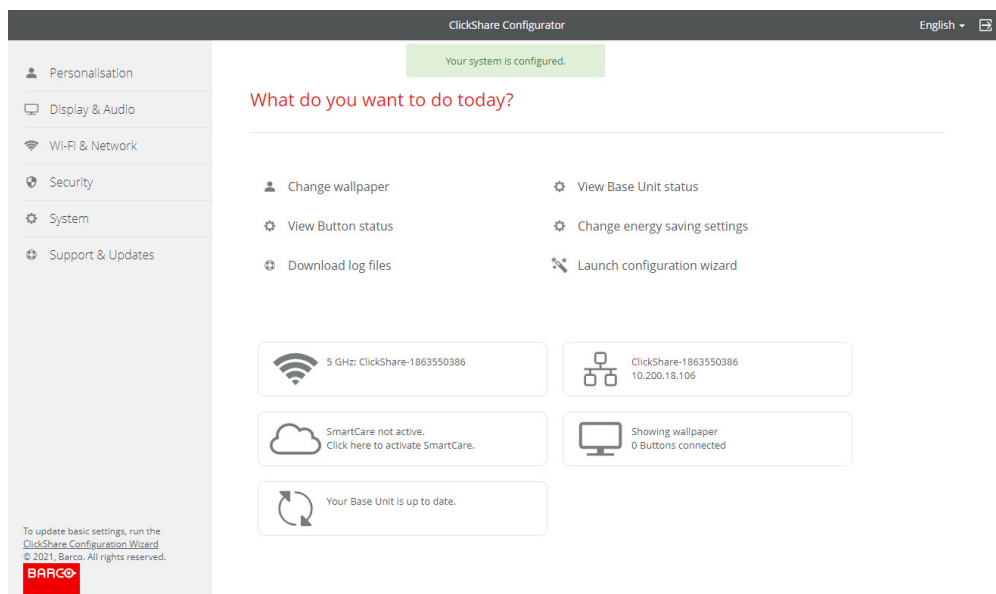 ClickShare Configurator
English
Your system is configured.
Personalisation
Display & Audio
Wi-Fi & Network
Security
System
Support & Updates
What do you want to do today?
Change wallpaper
View Base Unit status
View Button status
Change energy saving settings
Download log files
Launch configuration wizard
5 GHz: ClickShare-1863550386
ClickShare-1863550386
10.200.18.106
SmartCare not active.
Click here to activate SmartCare.
Showing wallpaper
0 Buttons connected
Your Base Unit is up to date.
To update basic settings, run the
ClickShare Configuration Wizard
© 2021, Barco. All rights reserved.
BARCO